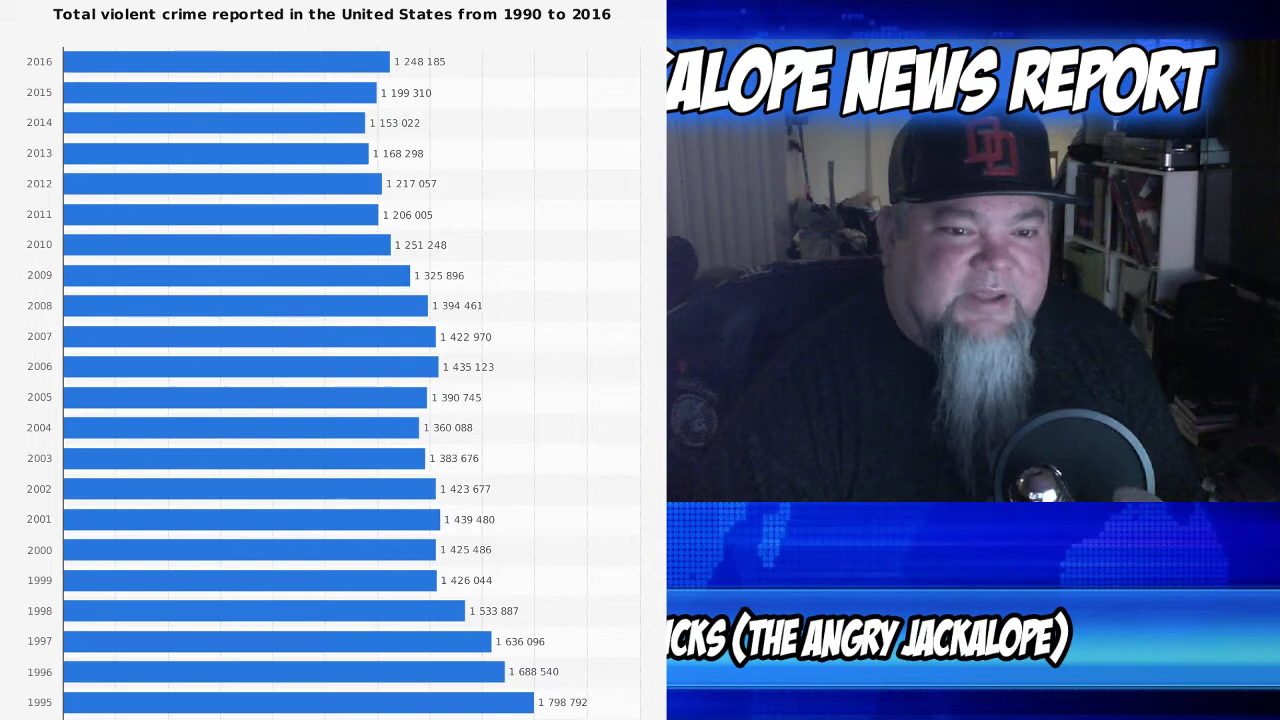 Total violent crime reported in the United States from 1990 to 2016
2016 1 248 185
2015 1 199 310
2014 1 153 022
2013 1 168 298
2012 1 217 057
2011 1 206 005
2010 1 251 248
2009 1 325 896
2008 1 394 461
2007 1 422 970
2006 1 435 123
2005 1 390 745
2004 1 360 088
2003 1 383 676
2002 1 423 677
2001 1 439 480
2000 1 425 486
1999 1 426 044
1998 1 533 887
1997 1 636 096
1996 1 688 540
1995 1 798 792
KALOPE NEWS REPORT
ICKS (THE ANGRY JACKALOPE)